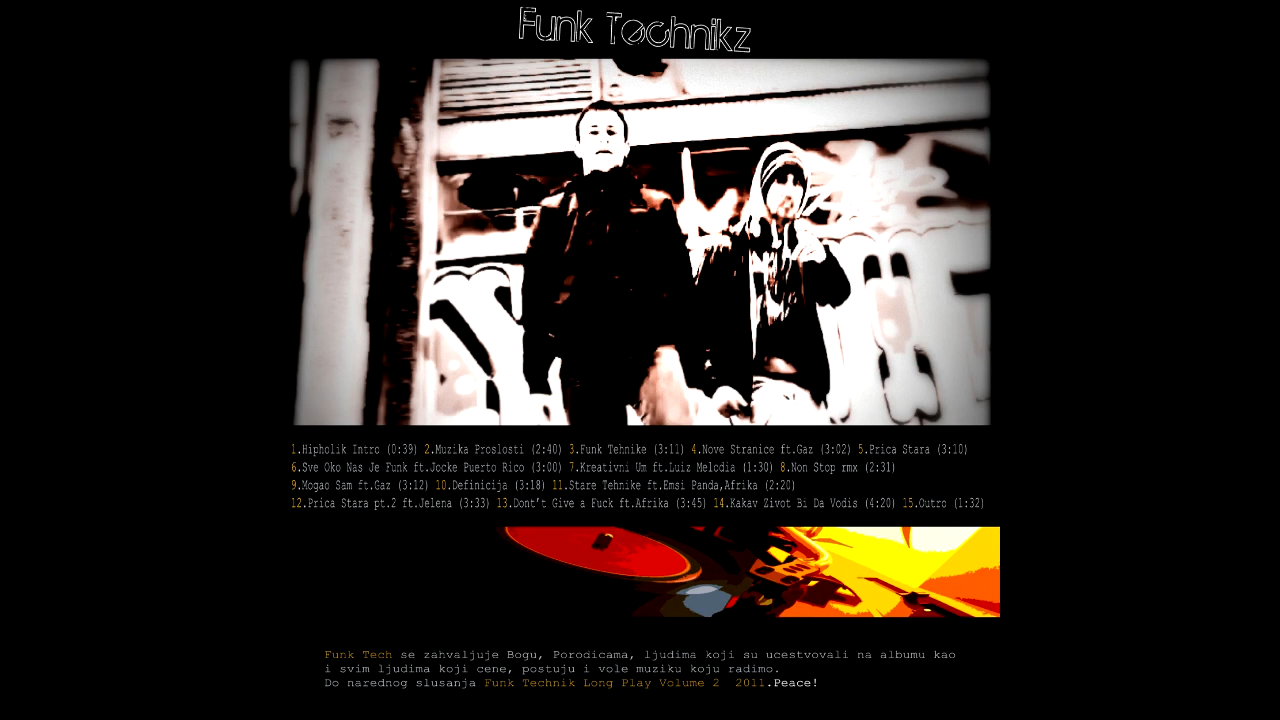 Funk Technikz
1.Hipholik Intro (0:39) 2.Muzika Proslosti (2:40) 3.Funk Tehnike (3:11) 4.Nove Stranice ft.Gaz (3:02) 5.Prica Stara (3:10)
6.Sve Oko Nas Je Funk ft.Jocke Puerto Rico (3:00) 7.Kreativni Um ft.Luiz Melodia (1:30) 8.Non Stop rmx (2:31)
9.Mogao Sam ft.Gaz (3:12) 10.Definicija (3:18) 11.Stare Tehnike ft.Emsi Panda,Afrika (2:20)
12.Prica Stara pt.2 ft.Jelena (3:33) 13.Dont't Give a Fuck ft.Afrika (3:45) 14.Kakav Zivot Bi Da Vodis (4:20) 15.Outro (1:32)
Funk Tech se zahvaljuje Bogu, Porodicama, ljudima koji su ucestvovali na albumu kao
i svim ljudima koji cene, postuju i vole muziku koju radimo.
Do narednog slusanja Funk Technik Long Play Volume 2 2011.Peace!